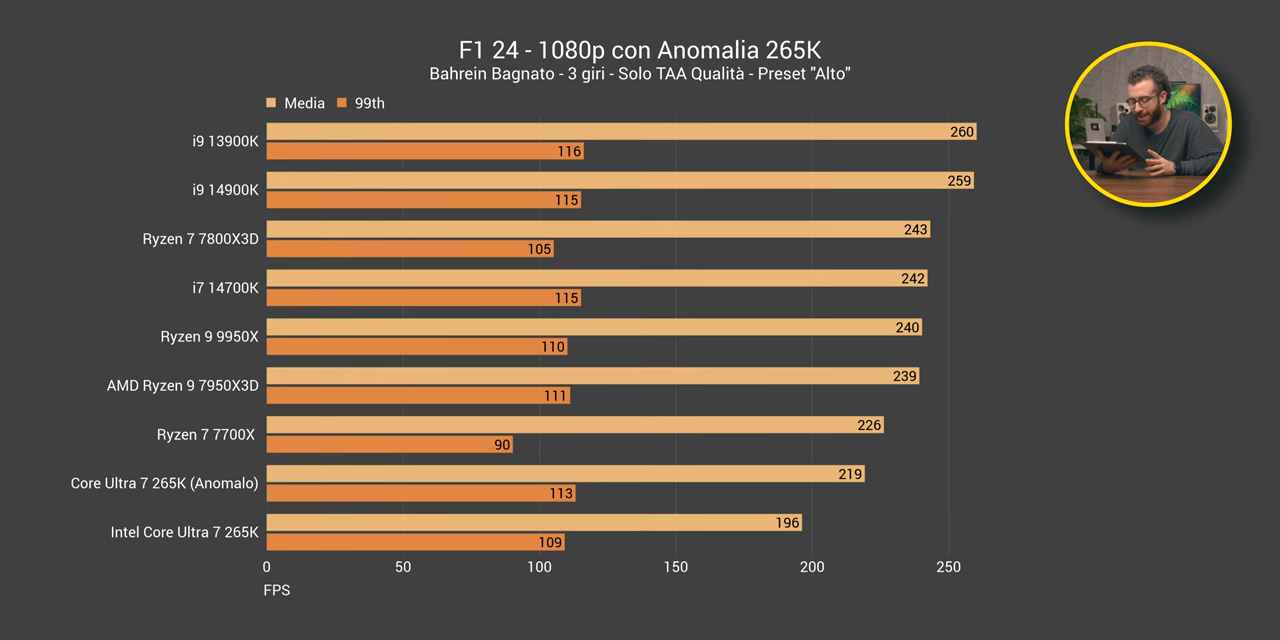 F1 24 - 1080p con Anomalia 265K
Bahrein Bagnato - 3 giri - Solo TAA Qualità - Preset "Alto"
Media 99th
i9 13900K 260
116
i9 14900K 259
115
Ryzen 7 7800X3D 243
105
i7 14700K 242
115
Ryzen 9 9950X 240
110
AMD Ryzen 9 7950X3D 239
111
Ryzen 7 7700X 226
90
Core Ultra 7 265K (Anomalo) 219
113
Intel Core Ultra 7 265K 196
109
0 50 100 150 200 250
FPS